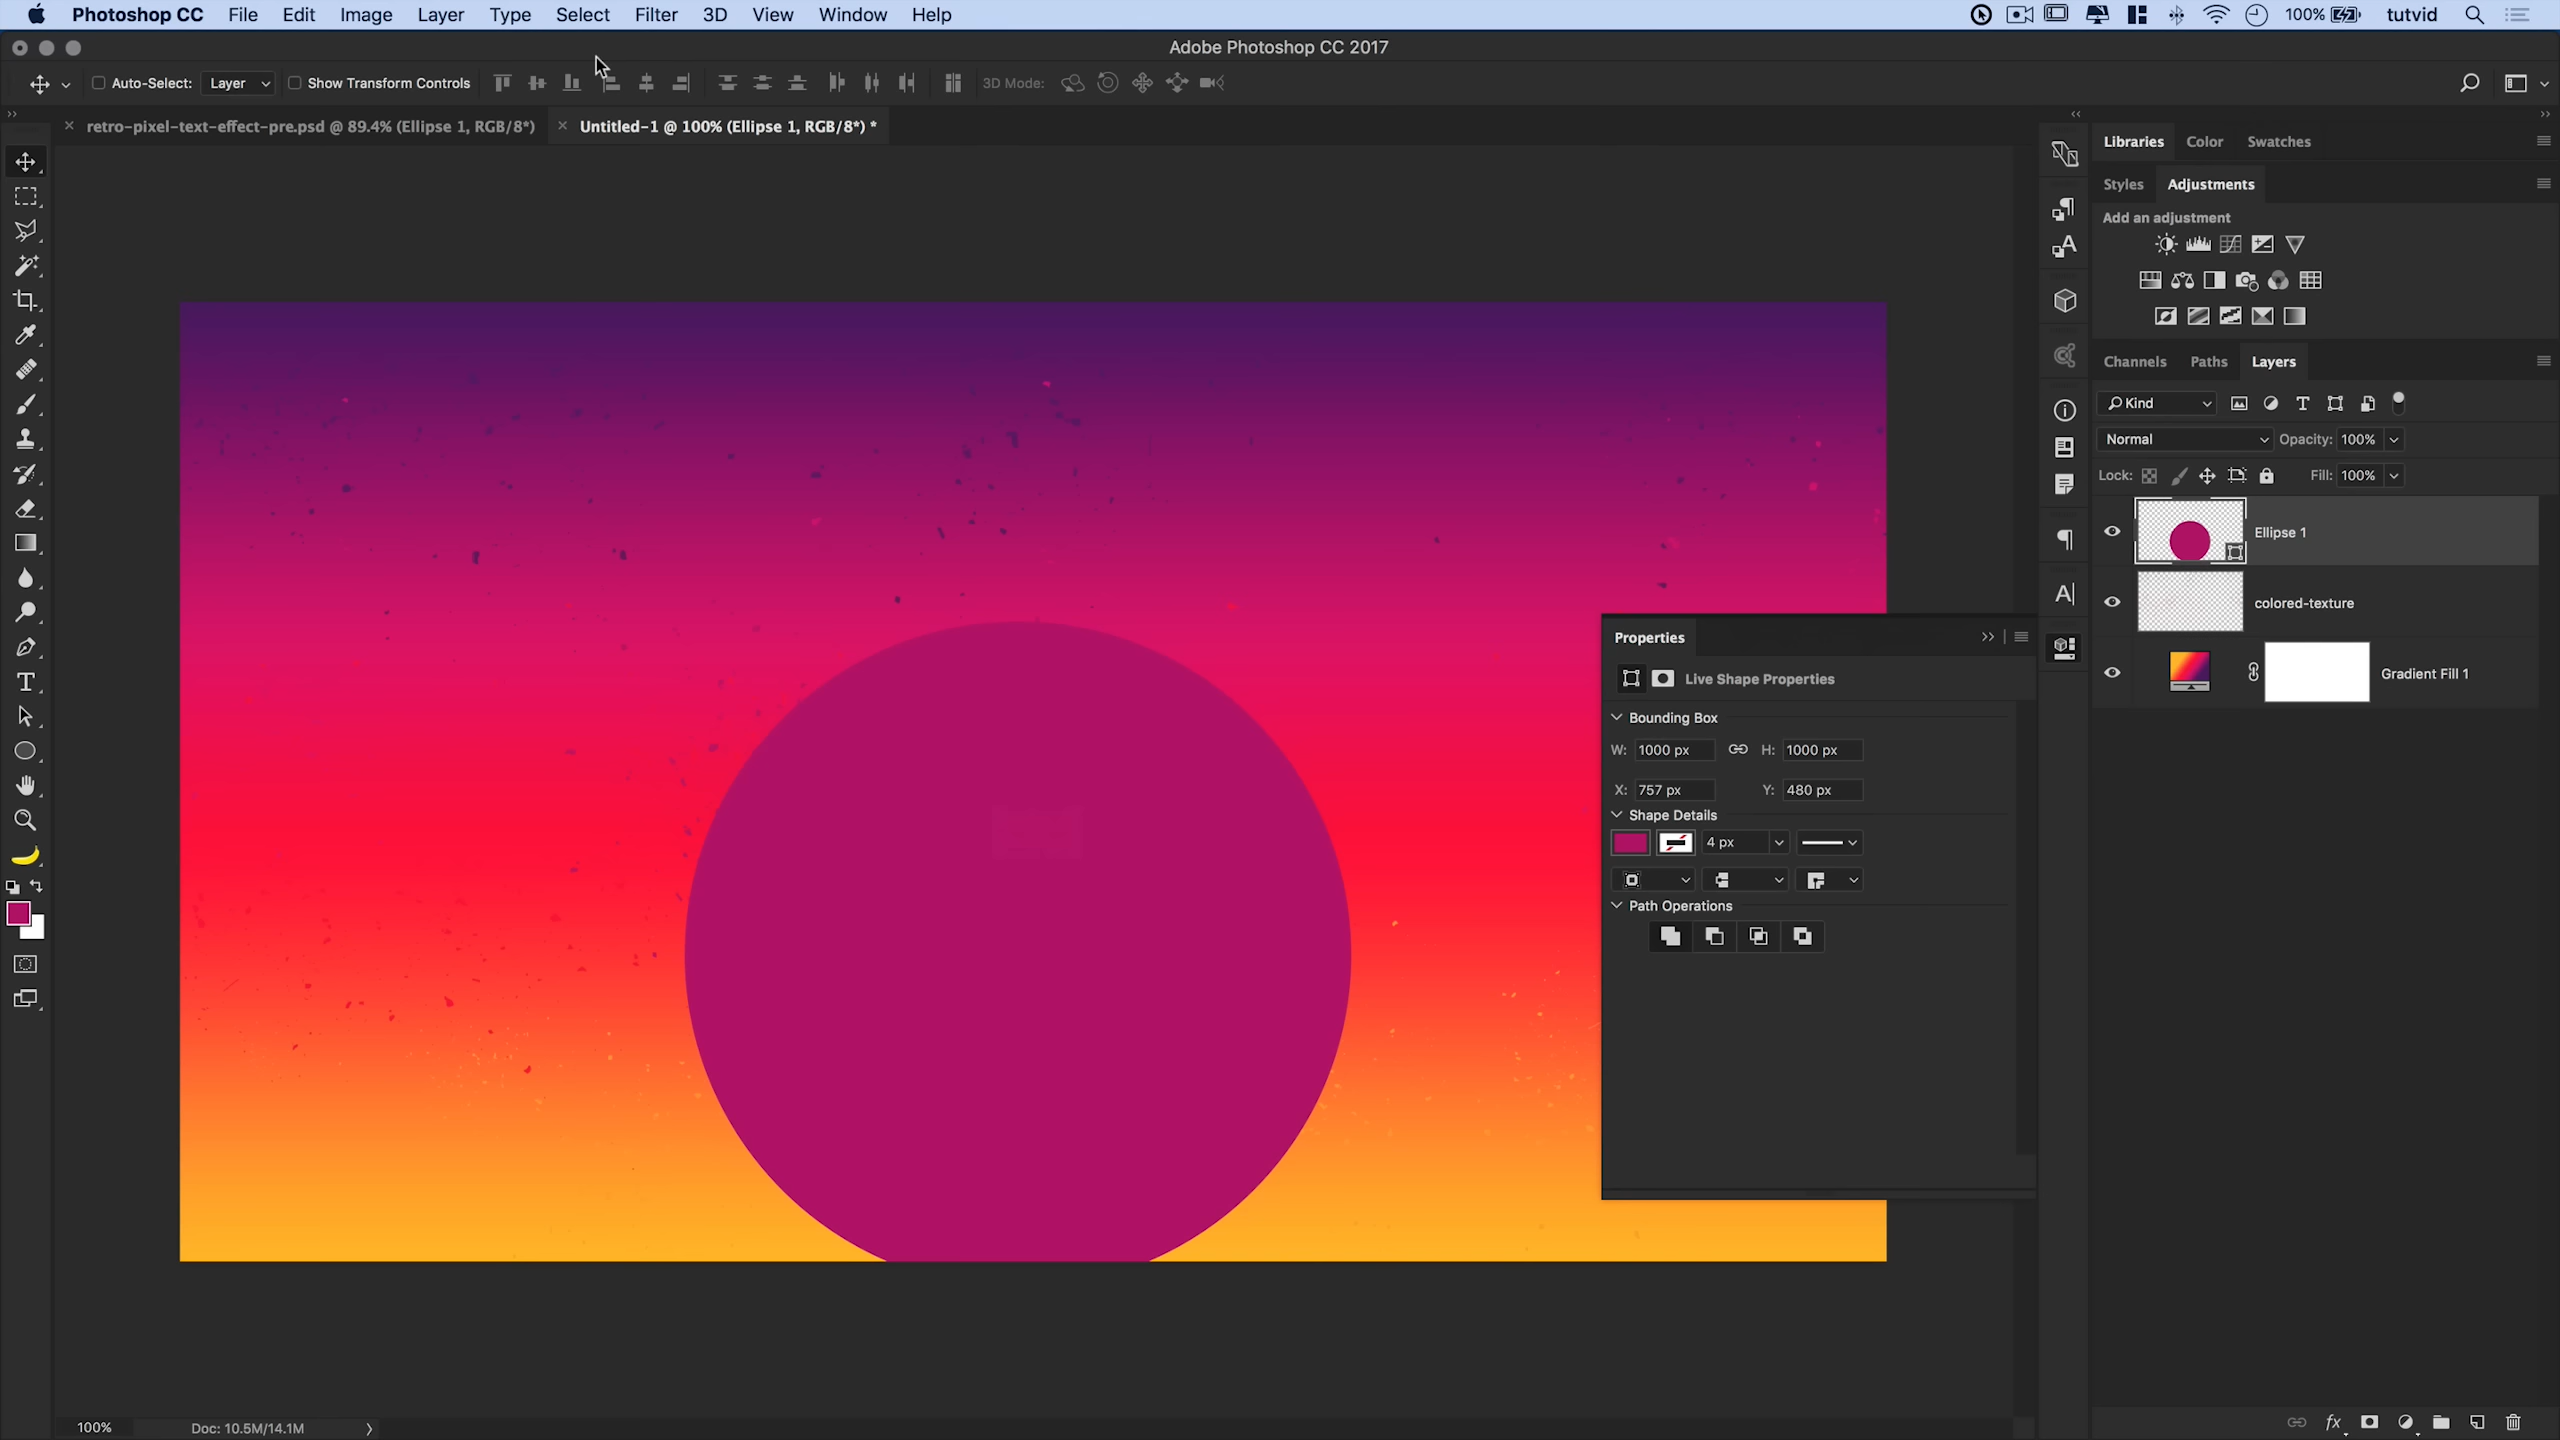 Photoshop CC File Edit Image Layer Type Select Filter 3D View Window Help 100% tutvid
Adobe Photoshop CC 2017
Auto-Select: Layer Show Transform Controls 3D Mode:
retro-pixel-text-effect-pre.psd @ 89.4% (Ellipse 1, RGB/8*) Untitled-1 @ 100% (Ellipse 1, RGB/8*) *
Libraries Color Swatches
Styles Adjustments
Add an adjustment
Channels Paths Layers
Kind
Normal Opacity: 100%
Lock: Fill: 100%
Ellipse 1
colored-texture
Gradient Fill 1
Properties
Live Shape Properties
Bounding Box
W: 1000 px H: 1000 px
X: 757 px Y: 480 px
Shape Details
4 px
Path Operations
100% Doc: 10.5M/14.1M